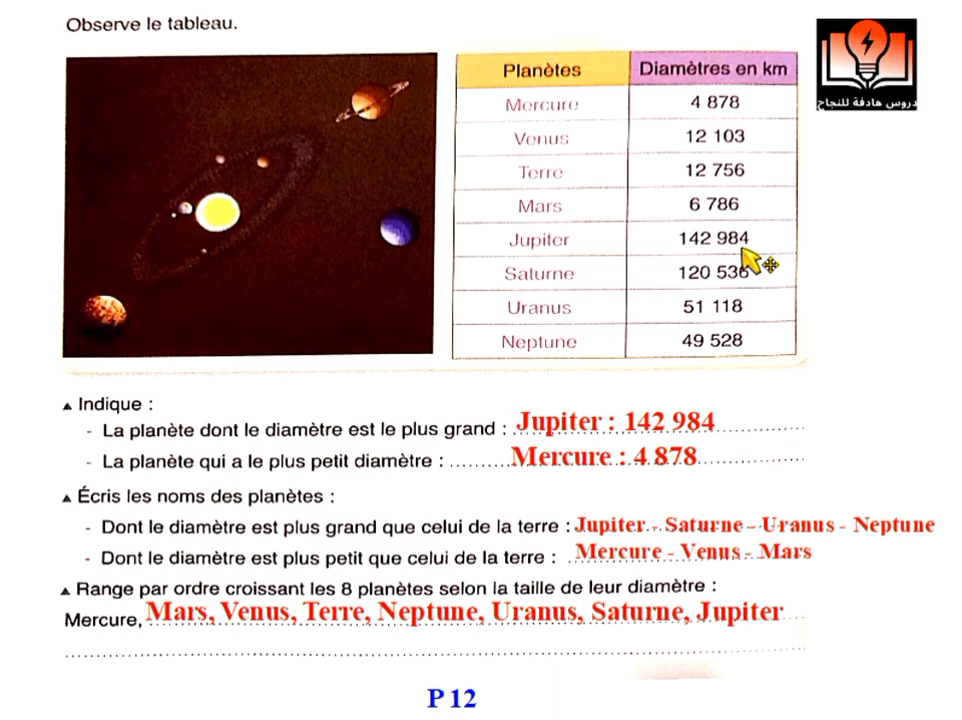 Observe le tableau.
Planètes Diamètres en km
Mercure 4 878
Venus 12 103
Terre 12 756
Mars 6 786
Jupiter 142 984
Saturne 120 536
Uranus 51 118
Neptune 49 528
دروس هادفة للنجاح
▲ Indique :
- La planète dont le diamètre est le plus grand : Jupiter : 142 984
- La planète qui a le plus petit diamètre : Mercure : 4 878
▲ Écris les noms des planètes :
- Dont le diamètre est plus grand que celui de la terre : Jupiter - Saturne - Uranus - Neptune
- Dont le diamètre est plus petit que celui de la terre : Mercure - Venus - Mars
▲ Range par ordre croissant les 8 planètes selon la taille de leur diamètre :
Mercure, Mars, Venus, Terre, Neptune, Uranus, Saturne, Jupiter
P 12